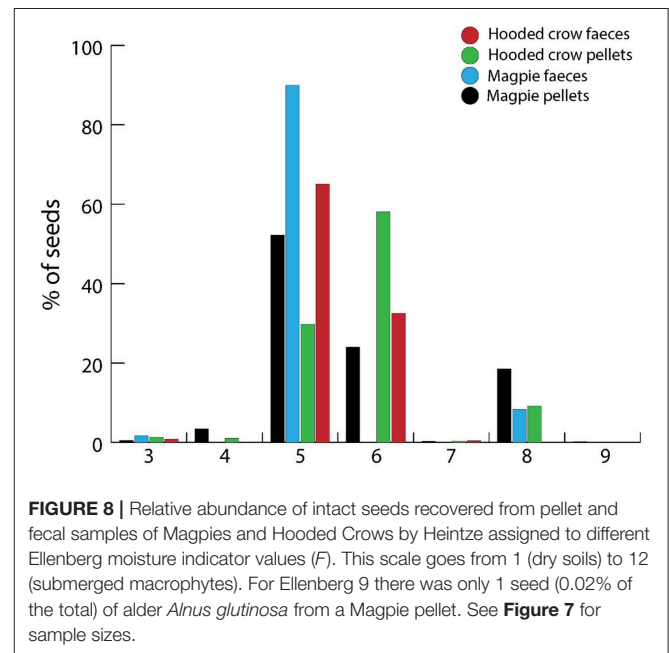 100
80
60
40
20
0
% of seeds
Hooded crow faeces
Hooded crow pellets
Magpie faeces
Magpie pellets
3 4 5 6 7 8 9
FIGURE 8 | Relative abundance of intact seeds recovered from pellet and
fecal samples of Magpies and Hooded Crows by Heintze assigned to different
Ellenberg moisture indicator values (F). This scale goes from 1 (dry soils) to 12
(submerged macrophytes). For Ellenberg 9 there was only 1 seed (0.02% of
the total) of alder Alnus glutinosa from a Magpie pellet. See Figure 7 for
sample sizes.